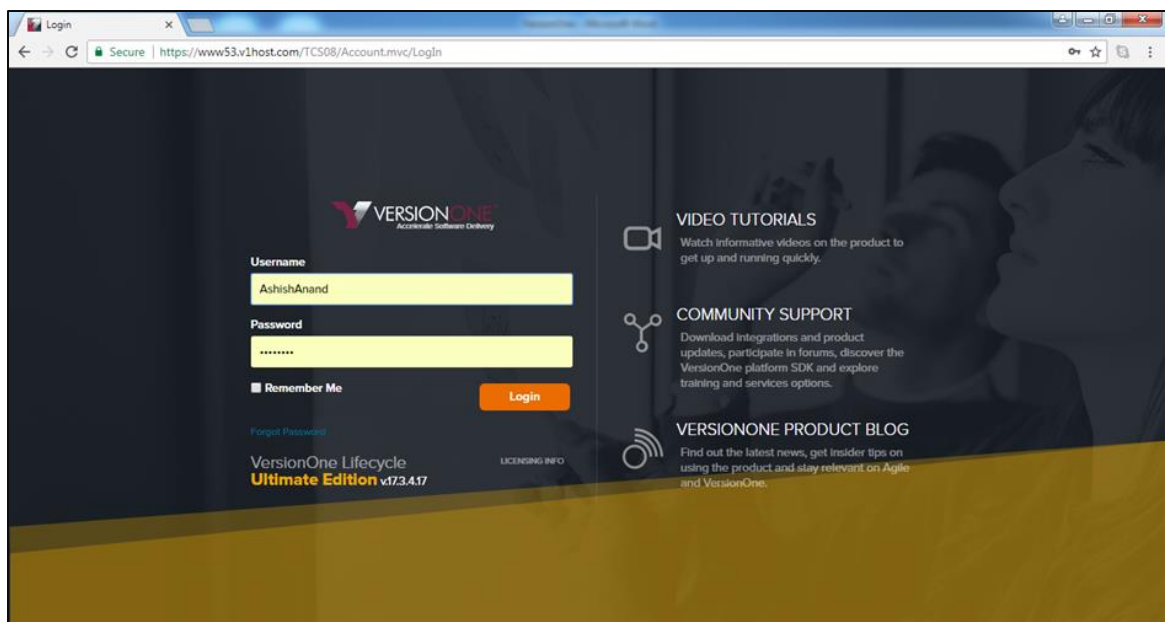 Login
VersionOne - Microsoft Word
Secure | https://www53.v1host.com/TCS08/Account.mvc/LogIn
VERSIONONE
Accelerate Software Delivery
Username
AshishAnand
Password
••••••••
Remember Me
Login
Forgot Password
VersionOne Lifecycle
LICENSING INFO
Ultimate Edition v.17.3.4.17
VIDEO TUTORIALS
Watch informative videos on the product to
get up and running quickly.
COMMUNITY SUPPORT
Download integrations and product
updates, participate in forums, discover the
VersionOne platform SDK and explore
training and services options.
VERSIONONE PRODUCT BLOG
Find out the latest news, get insider tips on
using the product and stay relevant on Agile
and VersionOne.